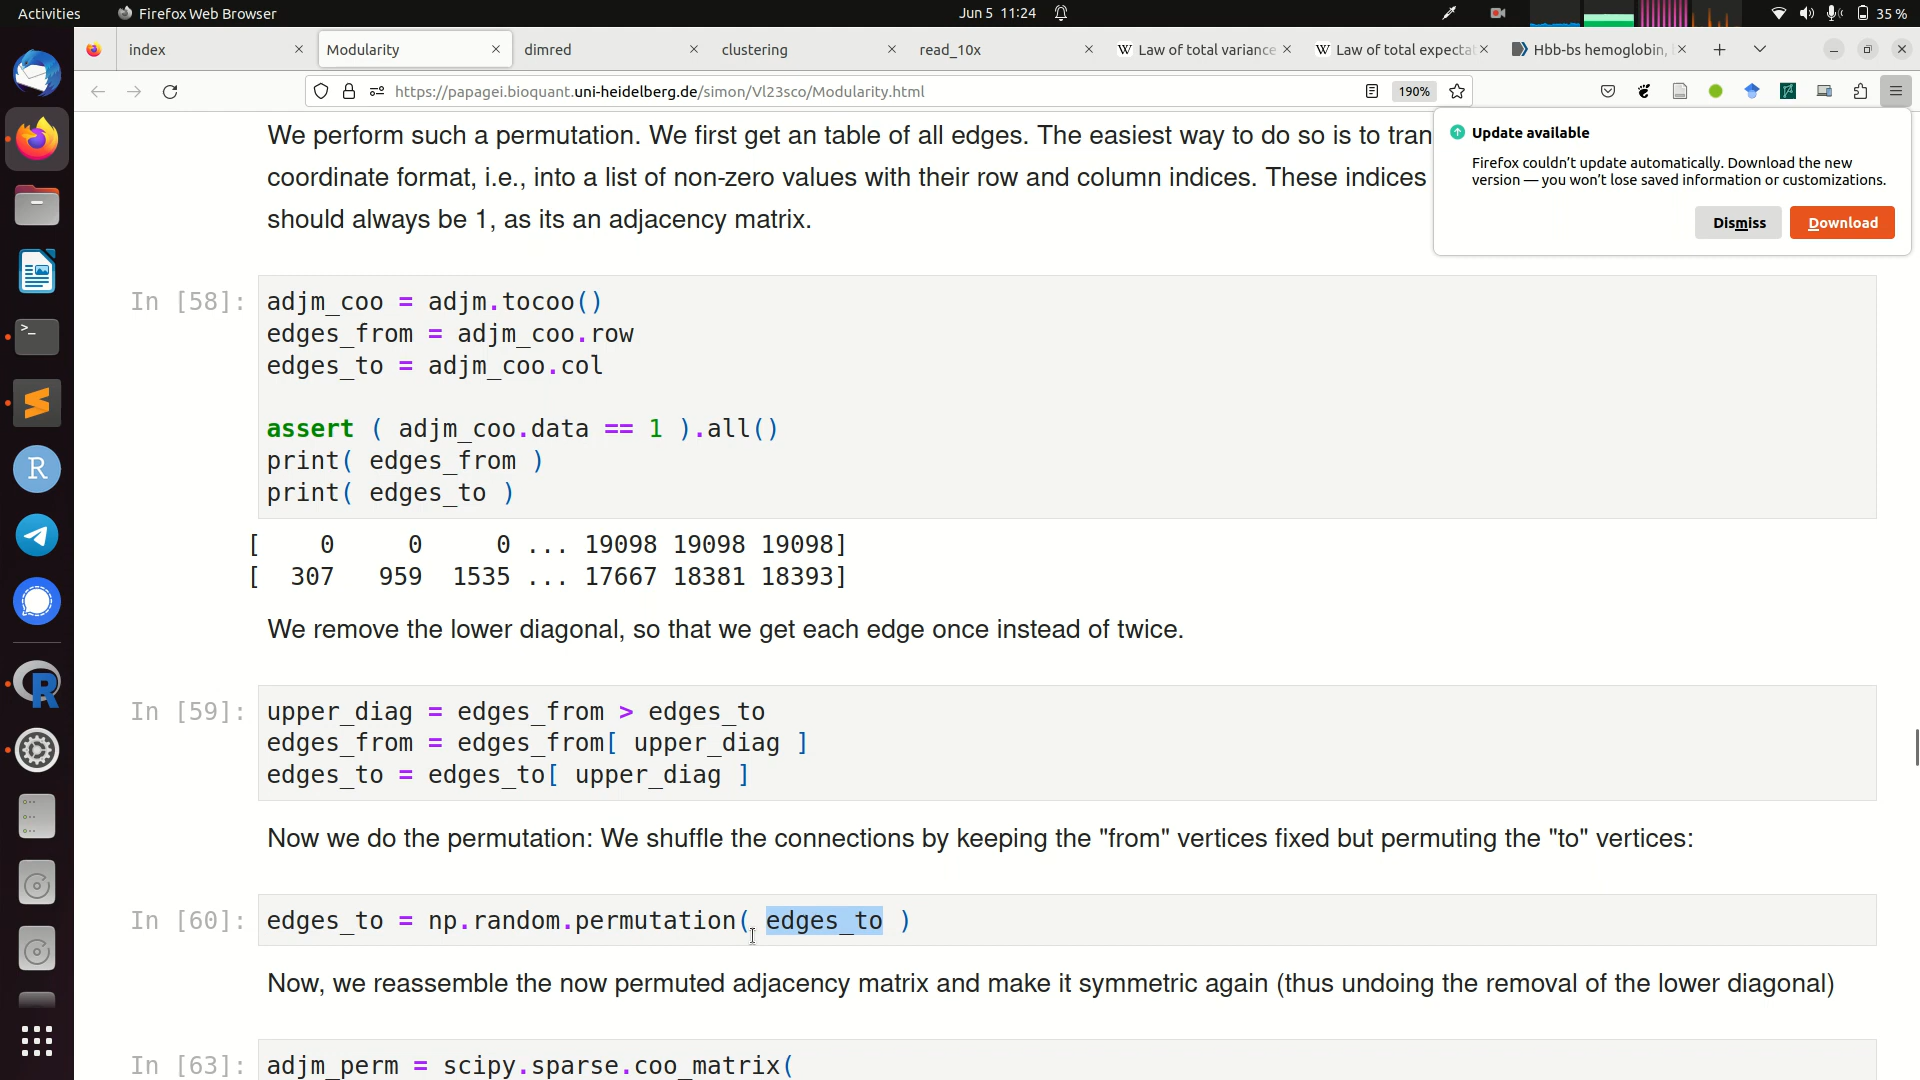 Activities
Firefox Web Browser
Jun 5 11:24
35 %
index
Modularity
dimred
clustering
read_10x
Law of total variance
Law of total expecta
Hbb-bs hemoglobin,
https://papagei.bioquant.uni-heidelberg.de/simon/Vl23sco/Modularity.html
190%
Update available
Firefox couldn't update automatically. Download the new
version — you won't lose saved information or customizations.
Dismiss
Download
We perform such a permutation. We first get an table of all edges. The easiest way to do so is to tran
coordinate format, i.e., into a list of non-zero values with their row and column indices. These indices
should always be 1, as its an adjacency matrix.
In [58]:
adjm_coo = adjm.tocoo()
edges_from = adjm_coo.row
edges_to = adjm_coo.col
assert ( adjm_coo.data == 1 ).all()
print( edges_from )
print( edges_to )
[ 0 0 0 ... 19098 19098 19098]
[ 307 959 1535 ... 17667 18381 18393]
We remove the lower diagonal, so that we get each edge once instead of twice.
In [59]:
upper_diag = edges_from > edges_to
edges_from = edges_from[ upper_diag ]
edges_to = edges_to[ upper_diag ]
Now we do the permutation: We shuffle the connections by keeping the "from" vertices fixed but permuting the "to" vertices:
In [60]:
edges_to = np.random.permutation( edges_to )
Now, we reassemble the now permuted adjacency matrix and make it symmetric again (thus undoing the removal of the lower diagonal)
In [63]:
adjm_perm = scipy.sparse.coo_matrix(